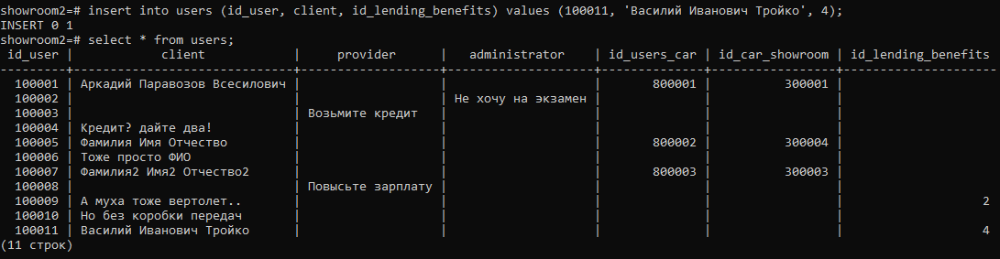 showroom2=# insert into users (id_user, client, id_lending_benefits) values (100011, 'Василий Иванович Тройко', 4);
INSERT 0 1
showroom2=# select * from users;
 id_user |            client            |     provider      |   administrator    | id_users_car | id_car_showroom | id_lending_benefits
---------+------------------------------+-------------------+--------------------+--------------+-----------------+---------------------
  100001 | Аркадий Паравозов Всесилович |                   |                    |       800001 |          300001 |
  100002 |                              |                   | Не хочу на экзамен |              |                 |
  100003 |                              | Возьмите кредит   |                    |              |                 |
  100004 | Кредит? дайте два!           |                   |                    |              |                 |
  100005 | Фамилия Имя Отчество         |                   |                    |       800002 |          300004 |
  100006 | Тоже просто ФИО              |                   |                    |              |                 |
  100007 | Фамилия2 Имя2 Отчество2      |                   |                    |       800003 |          300003 |
  100008 |                              | Повысьте зарплату |                    |              |                 |
  100009 | А муха тоже вертолет..       |                   |                    |              |                 |                   2
  100010 | Но без коробки передач       |                   |                    |              |                 |
  100011 | Василий Иванович Тройко      |                   |                    |              |                 |                   4
(11 строк)